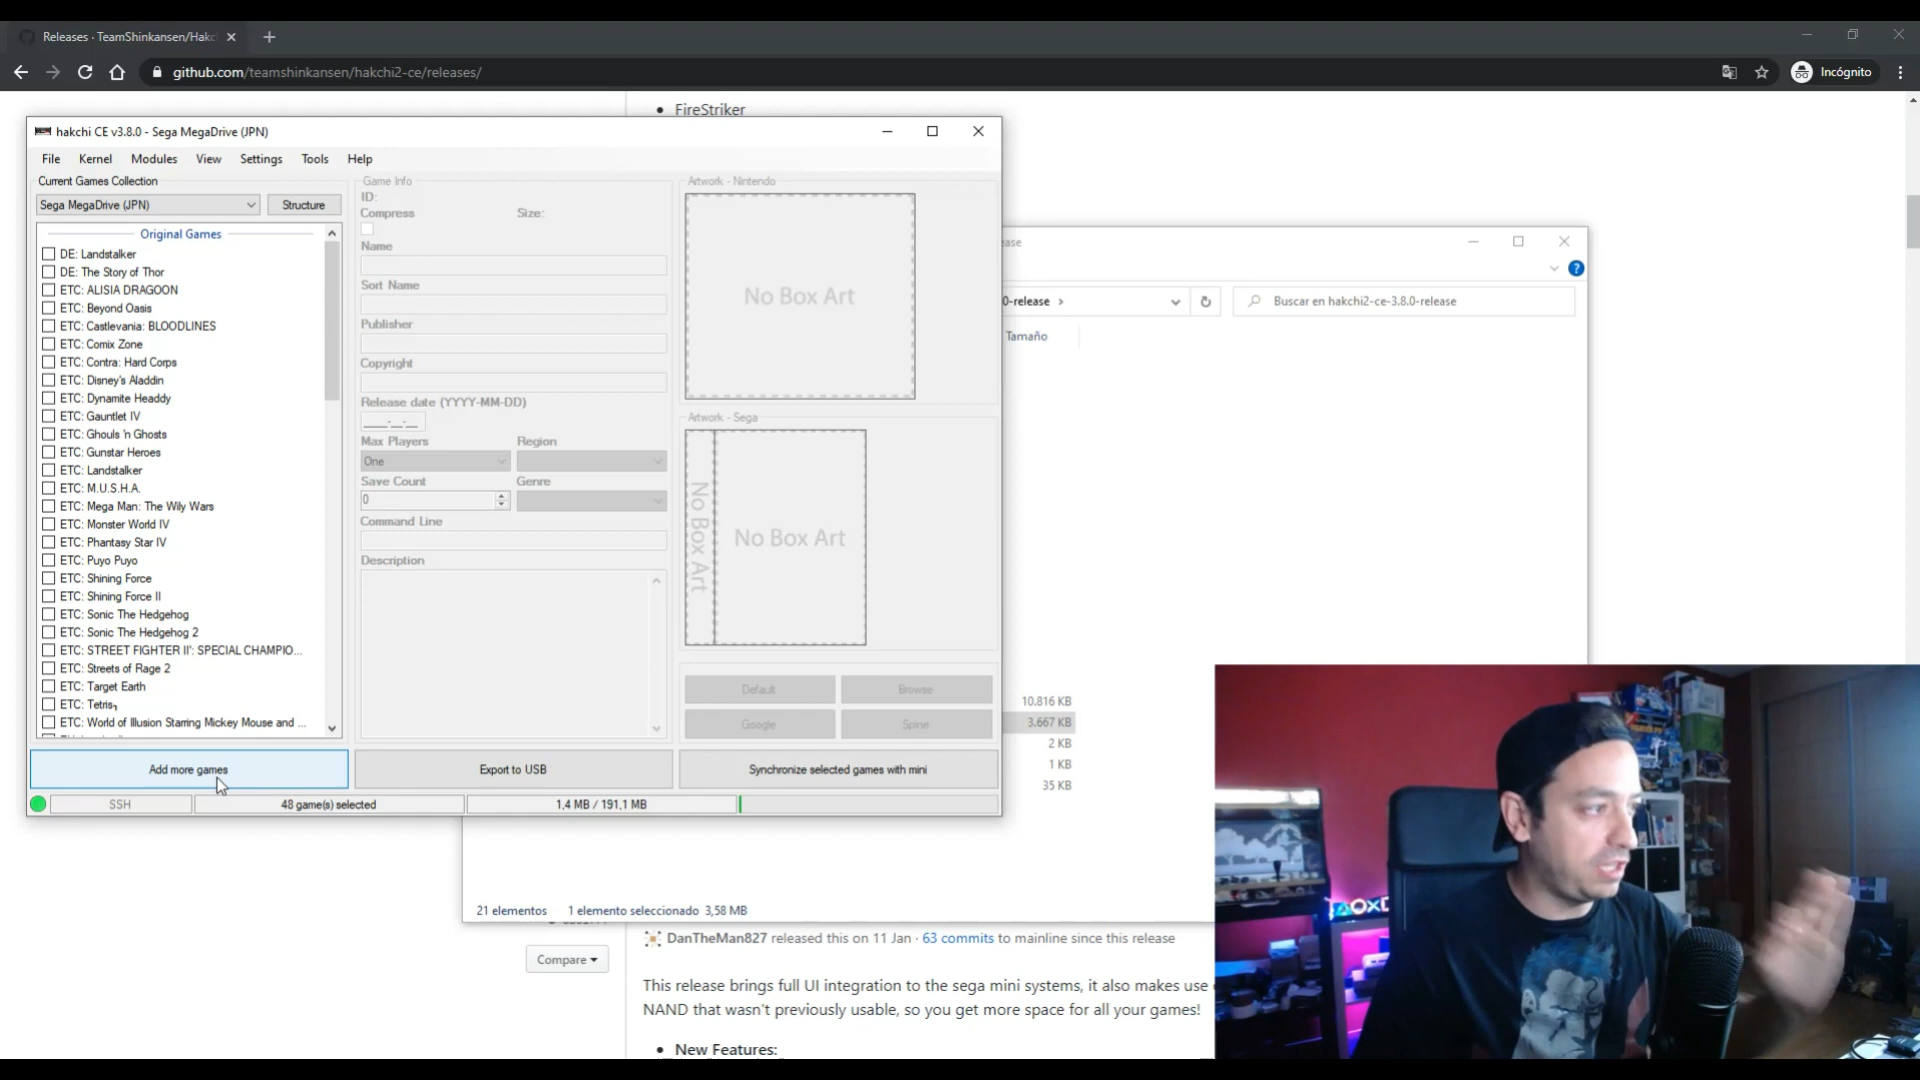 Releases · TeamShinkansen/Hakc
github.com/teamshinkansen/hakchi2-ce/releases/
Incógnito
FireStriker
hakchi CE v3.8.0 - Sega MegaDrive (JPN)
File Kernel Modules View Settings Tools Help
Current Games Collection
Sega MegaDrive (JPN)
Structure
Original Games
DE: Landstalker
DE: The Story of Thor
ETC: ALISIA DRAGOON
ETC: Beyond Oasis
ETC: Castlevania: BLOODLINES
ETC: Comix Zone
ETC: Contra: Hard Corps
ETC: Disney's Aladdin
ETC: Dynamite Headdy
ETC: Gauntlet IV
ETC: Ghouls 'n Ghosts
ETC: Gunstar Heroes
ETC: Landstalker
ETC: M.U.S.H.A.
ETC: Mega Man: The Wily Wars
ETC: Monster World IV
ETC: Phantasy Star IV
ETC: Puyo Puyo
ETC: Shining Force
ETC: Shining Force II
ETC: Sonic The Hedgehog
ETC: Sonic The Hedgehog 2
ETC: STREET FIGHTER II': SPECIAL CHAMPIO...
ETC: Streets of Rage 2
ETC: Target Earth
ETC: Tetris
ETC: World of Illusion Starring Mickey Mouse and ...
Game Info
ID:
Compress
Size:
Name
Sort Name
Publisher
Copyright
Release date (YYYY-MM-DD)
____-__-__
Max Players
Region
One
Save Count
Genre
0
Command Line
Description
Artwork - Nintendo
No Box Art
Artwork - Sega
No Box Art
No Box Art
Default
Browse
Google
Spine
Add more games
Export to USB
Synchronize selected games with mini
SSH
48 game(s) selected
1,4 MB / 191,1 MB
ase
0-release
Buscar en hakchi2-ce-3.8.0-release
Tamaño
10.816 KB
3.667 KB
2 KB
1 KB
35 KB
21 elementos
1 elemento seleccionado 3,58 MB
DanTheMan827 released this on 11 Jan · 63 commits to mainline since this release
Compare
This release brings full UI integration to the sega mini systems, it also makes use
NAND that wasn't previously usable, so you get more space for all your games!
New Features: